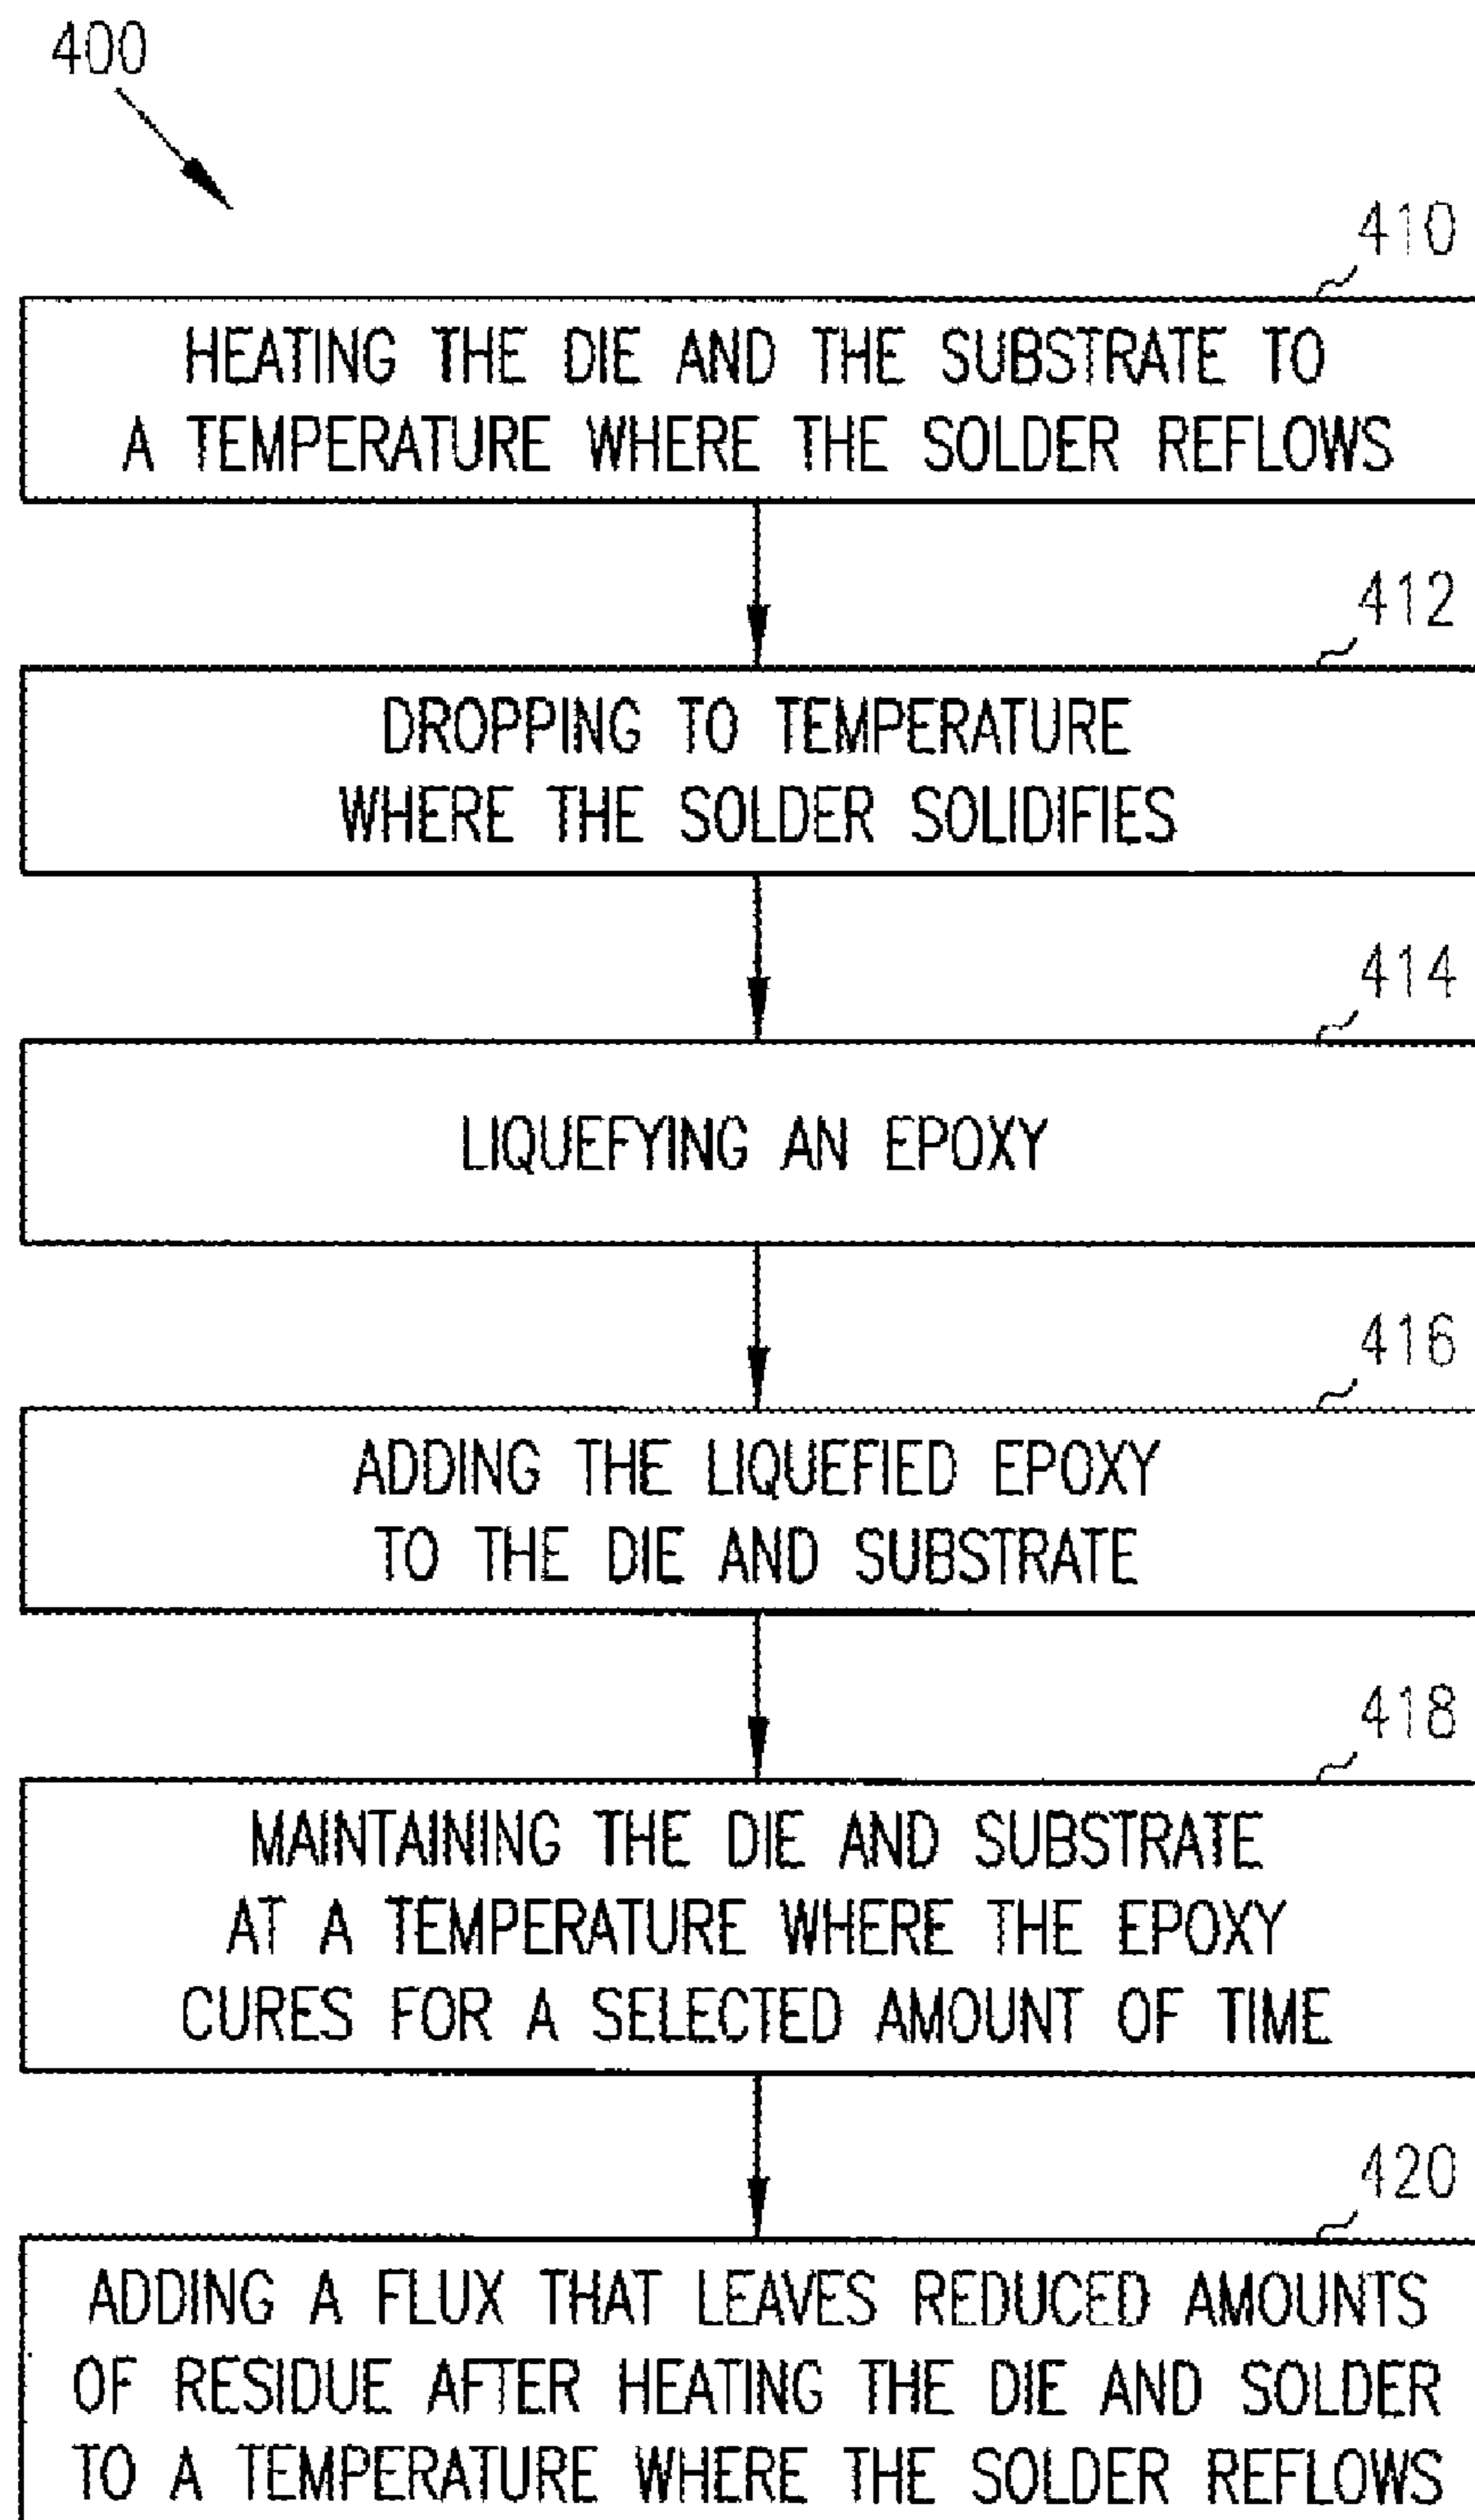 400
410
HEATING THE DIE AND THE SUBSTRATE TO
A TEMPERATURE WHERE THE SOLDER REFLOWS
412
DROPPING TO TEMPERATURE
WHERE THE SOLDER SOLIDIFIES
414
LIQUEFYING AN EPOXY
416
ADDING THE LIQUEFIED EPOXY
TO THE DIE AND SUBSTRATE
418
MAINTAINING THE DIE AND SUBSTRATE
AT A TEMPERATURE WHERE THE EPOXY
CURES FOR A SELECTED AMOUNT OF TIME
420
ADDING A FLUX THAT LEAVES REDUCED AMOUNTS
OF RESIDUE AFTER HEATING THE DIE AND SOLDER
TO A TEMPERATURE WHERE THE SOLDER REFLOWS